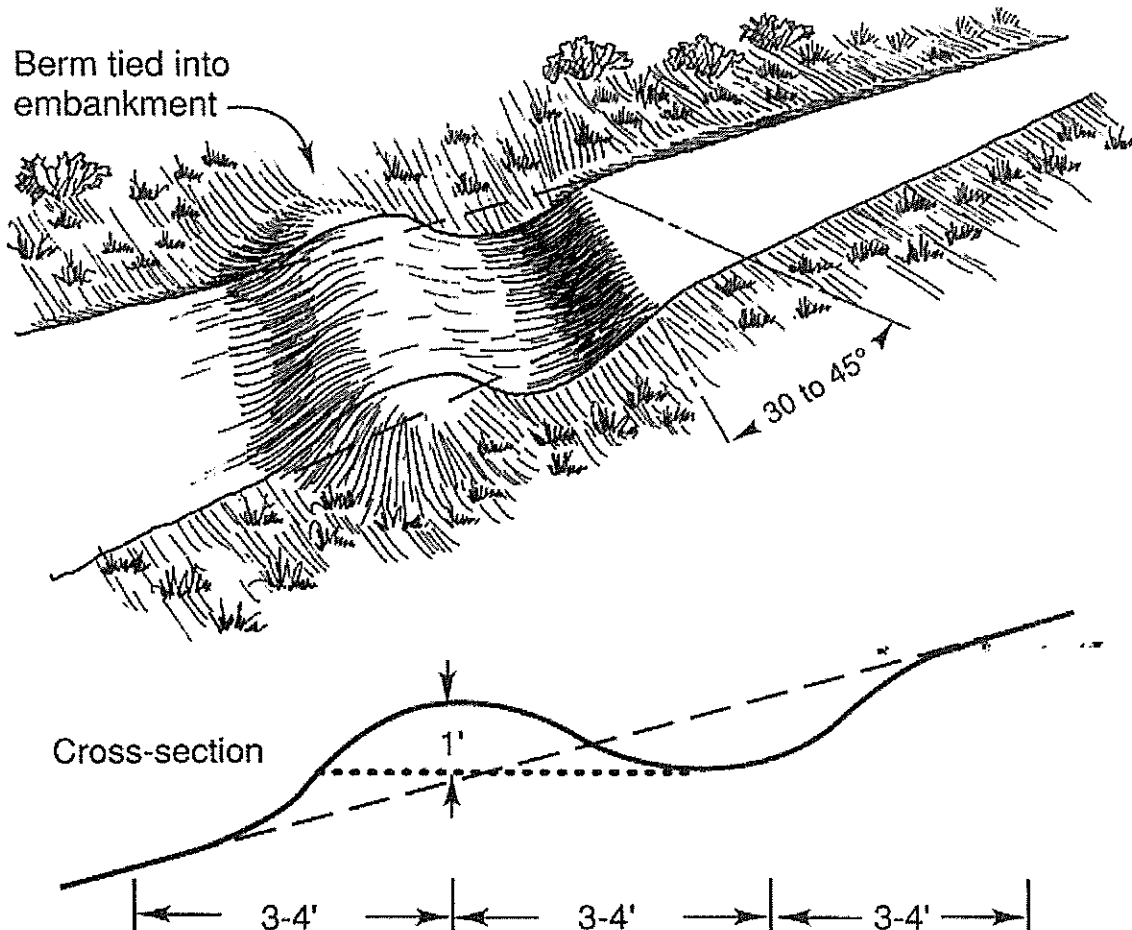 Berm tied into
embankment
30 to 45°
Cross-section
1'
3-4' 3-4' 3-4'